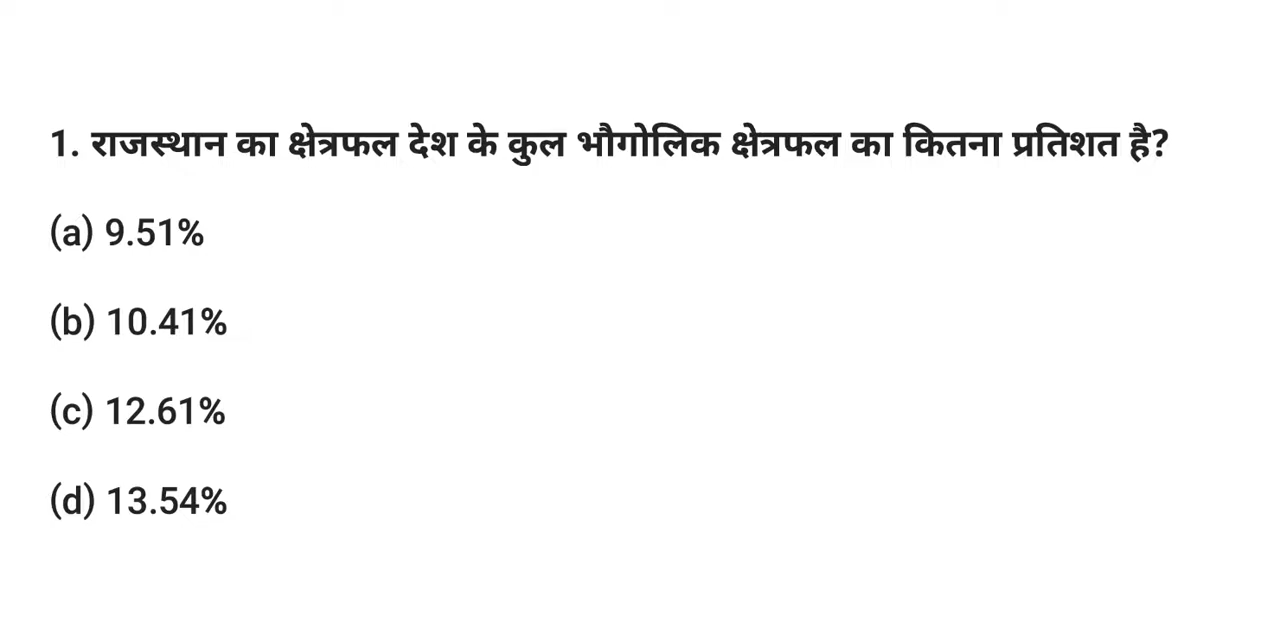 1. राजस्थान का क्षेत्रफल देश के कुल भौगोलिक क्षेत्रफल का कितना प्रतिशत है?
(a) 9.51%
(b) 10.41%
(c) 12.61%
(d) 13.54%